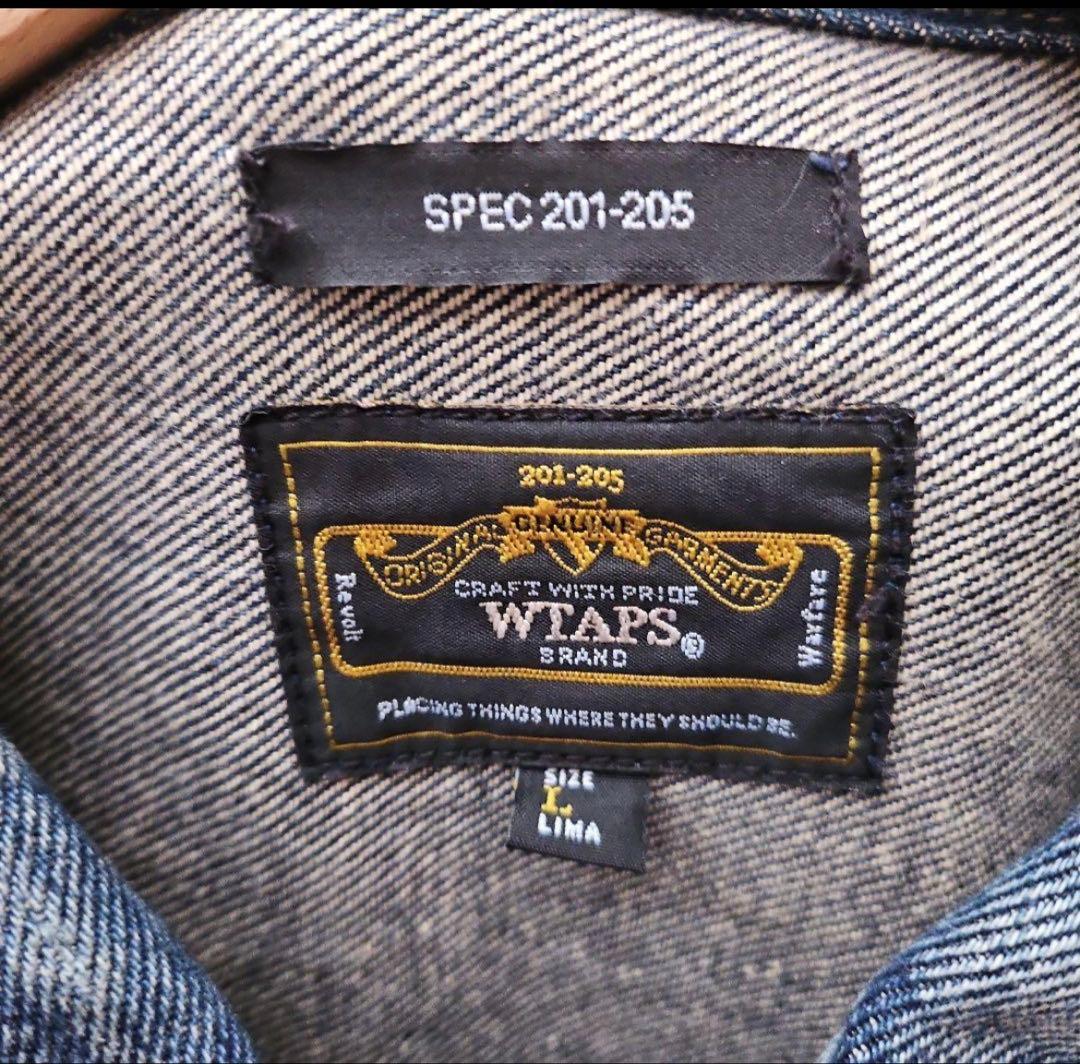 SPEC 201-205
201-205
ORIGINAL GENUINE GARMENTS
CRAFT WITH PRIDE
Revolt
WTAPS®
Warfare
BRAND
PLACING THINGS WHERE THEY SHOULD BE.
SIZE
L
LIMA